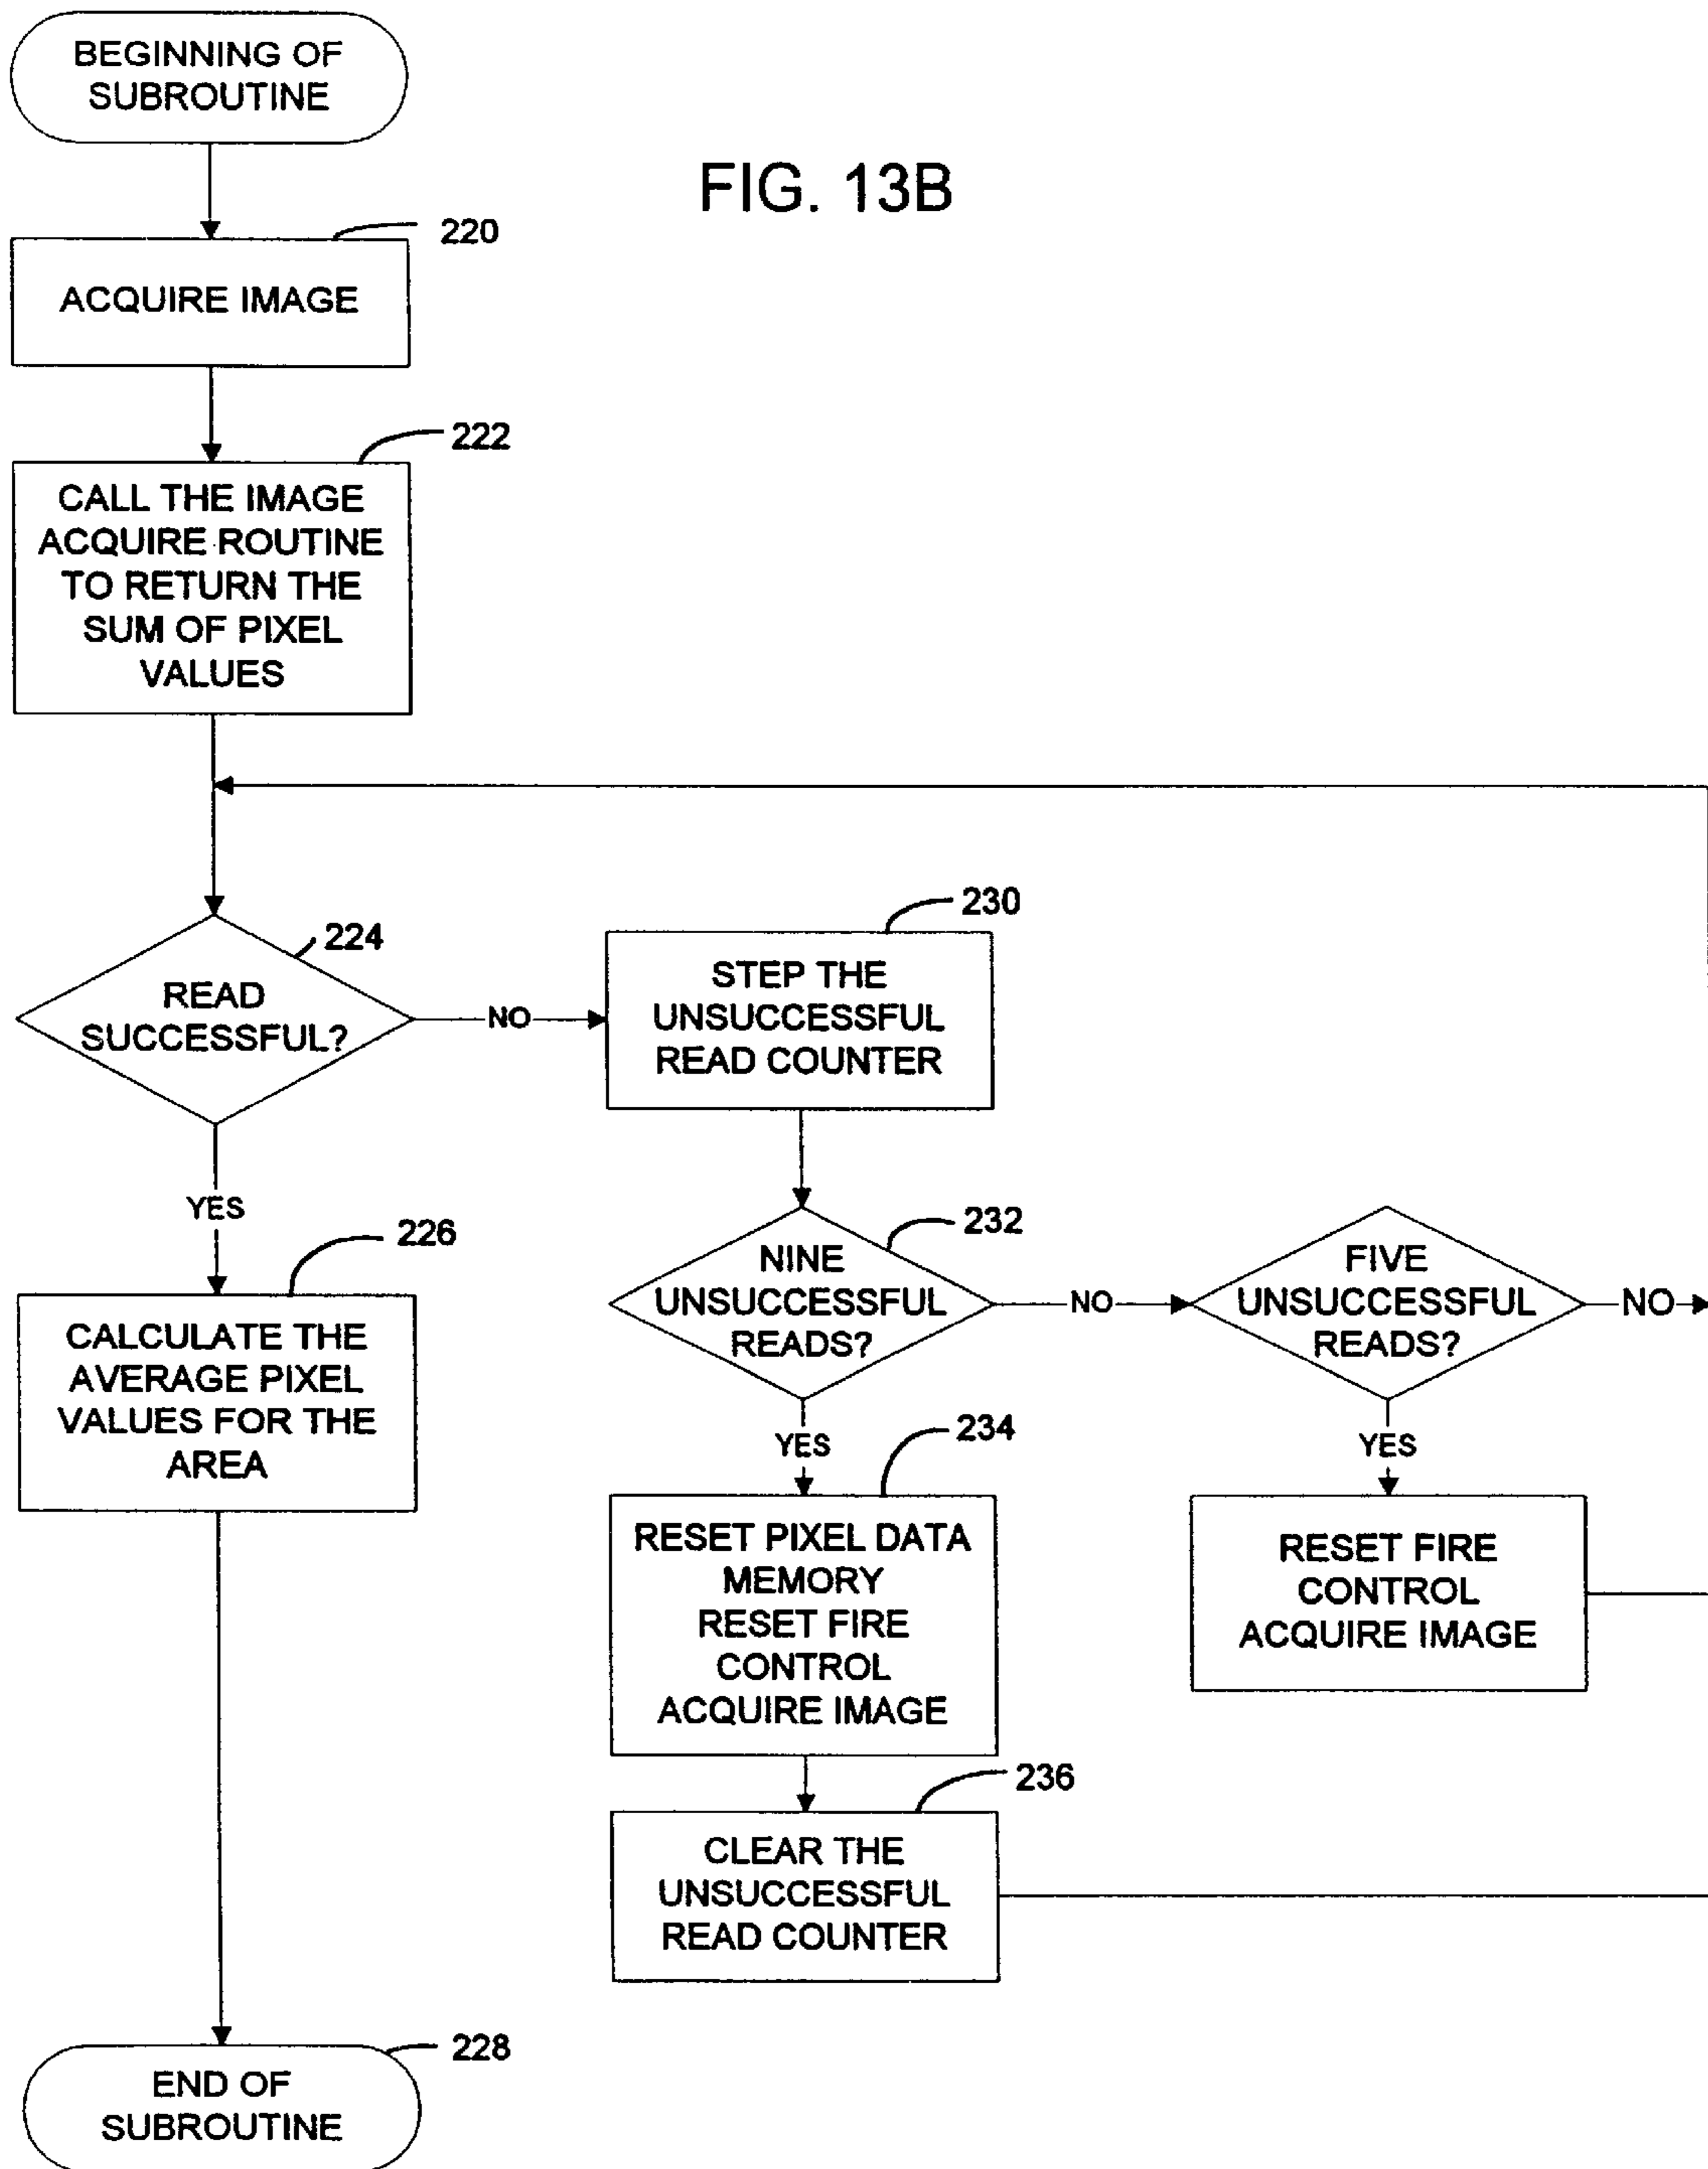 BEGINNING OF
SUBROUTINE
FIG. 13B
220
ACQUIRE IMAGE
222
CALL THE IMAGE
ACQUIRE ROUTINE
TO RETURN THE
SUM OF PIXEL
VALUES
224
READ
SUCCESSFUL?
NO
230
STEP THE
UNSUCCESSFUL
READ COUNTER
YES
226
CALCULATE THE
AVERAGE PIXEL
VALUES FOR THE
AREA
232
NINE
UNSUCCESSFUL
READS?
NO
FIVE
UNSUCCESSFUL
READS?
NO
YES
234
RESET PIXEL DATA
MEMORY
RESET FIRE
CONTROL
ACQUIRE IMAGE
YES
RESET FIRE
CONTROL
ACQUIRE IMAGE
236
CLEAR THE
UNSUCCESSFUL
READ COUNTER
228
END OF
SUBROUTINE